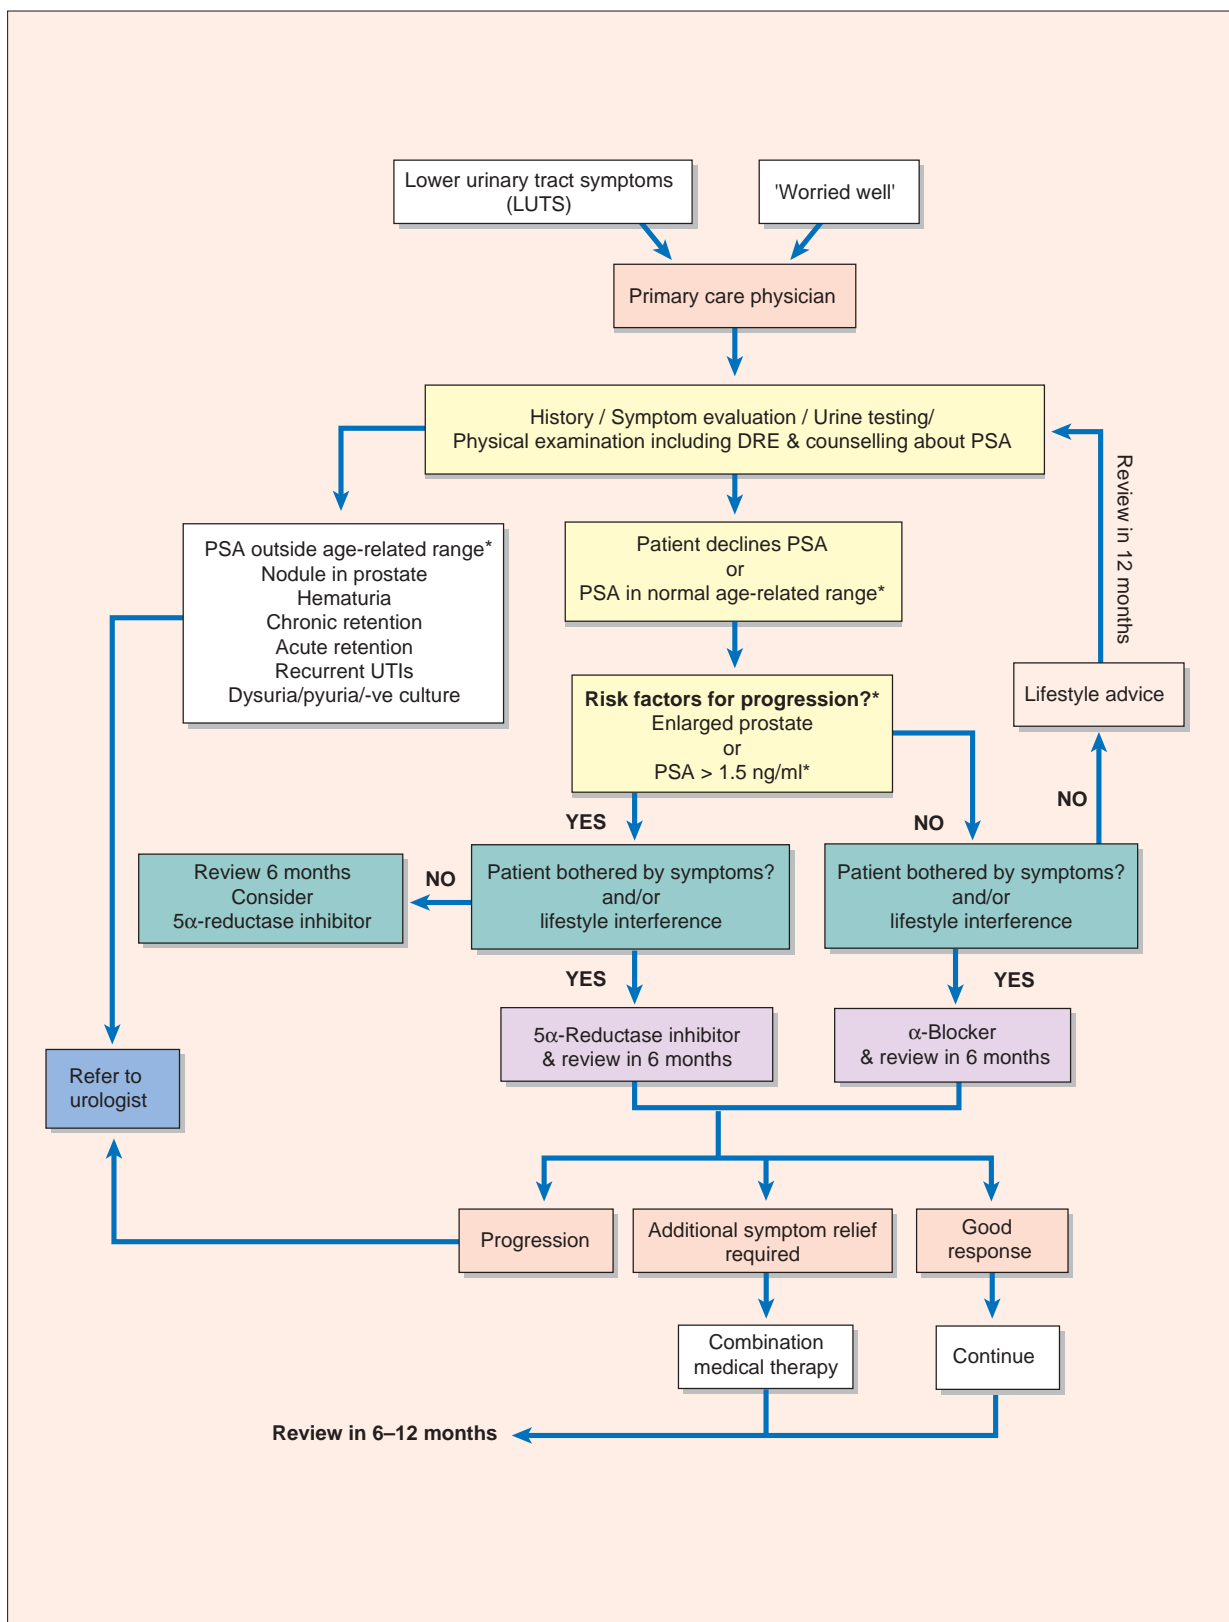 Lower urinary tract symptoms
(LUTS)
'Worried well'
Primary care physician
History / Symptom evaluation / Urine testing/
Physical examination including DRE & counselling about PSA
Review in 12 months
PSA outside age-related range*
Nodule in prostate
Hematuria
Chronic retention
Acute retention
Recurrent UTIs
Dysuria/pyuria/-ve culture
Patient declines PSA
or
PSA in normal age-related range*
Risk factors for progression?*
Enlarged prostate
or
PSA > 1.5 ng/ml*
Lifestyle advice
NO
YES
NO
Review 6 months
Consider
5α-reductase inhibitor
NO
Patient bothered by symptoms?
and/or
lifestyle interference
Patient bothered by symptoms?
and/or
lifestyle interference
YES
YES
5α-Reductase inhibitor
& review in 6 months
α-Blocker
& review in 6 months
Refer to
urologist
Progression
Additional symptom relief
required
Good
response
Combination
medical therapy
Continue
Review in 6–12 months